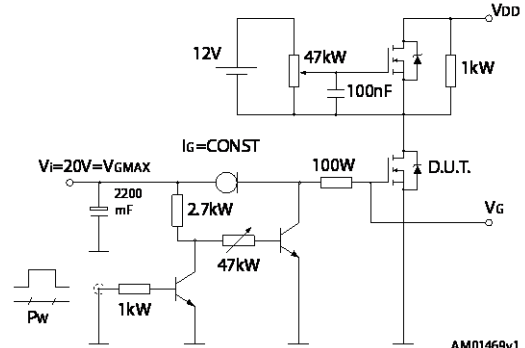 VDD
12V
47kW
1kW
100nF
IG=CONST
Vi=20V=VGMAX
100W
D.U.T.
2200
mF
2.7kW
VG
47kW
1kW
PW
AM01469v1